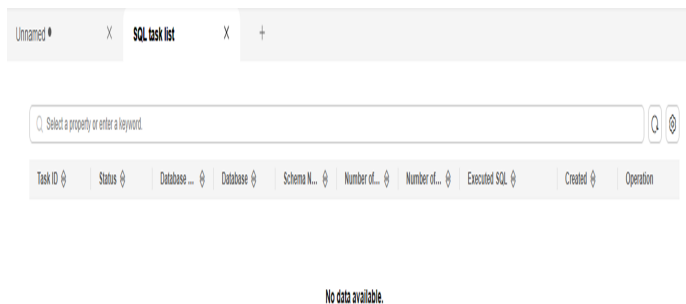 Unnamed SQL task list
Select a property or enter a keyword.
Task ID Status Database ... Database Schema N... Number of... Number of... Executed SQL Created Operation
No data available.